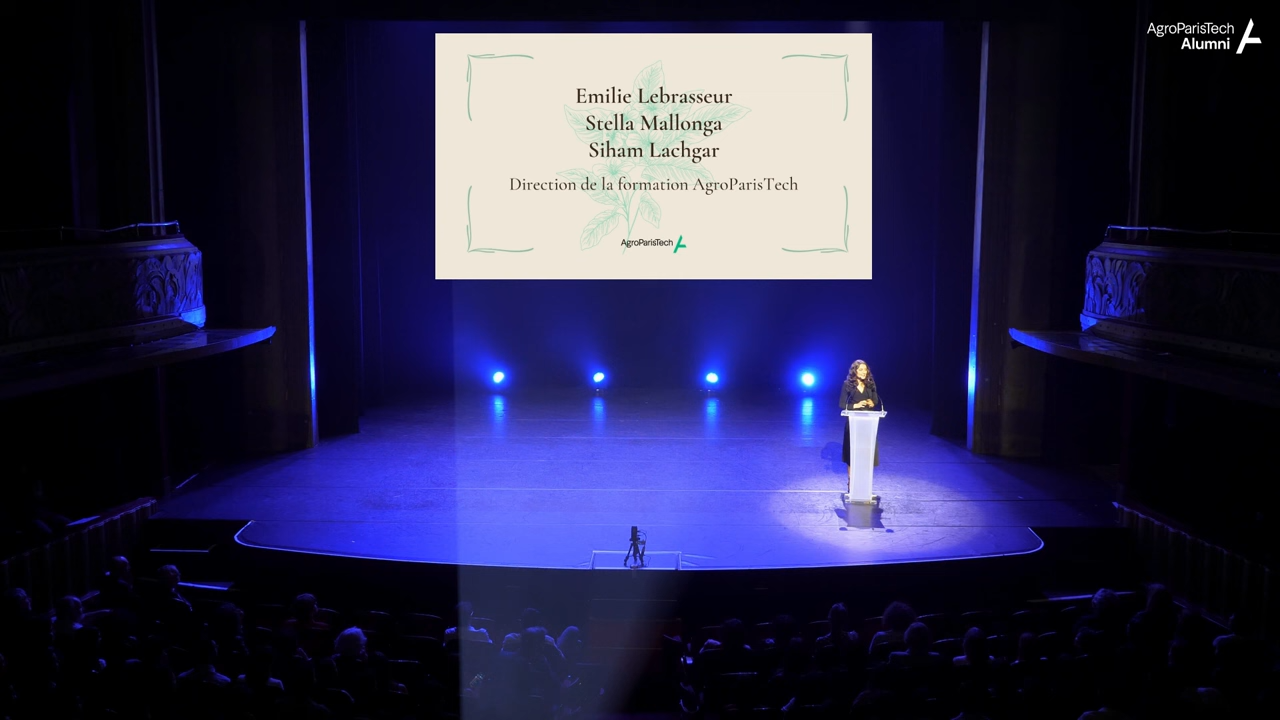 AgroParisTech
Alumni
Emilie Lebrasseur
Stella Mallonga
Siham Lachgar
Direction de la formation AgroParisTech
AgroParisTech